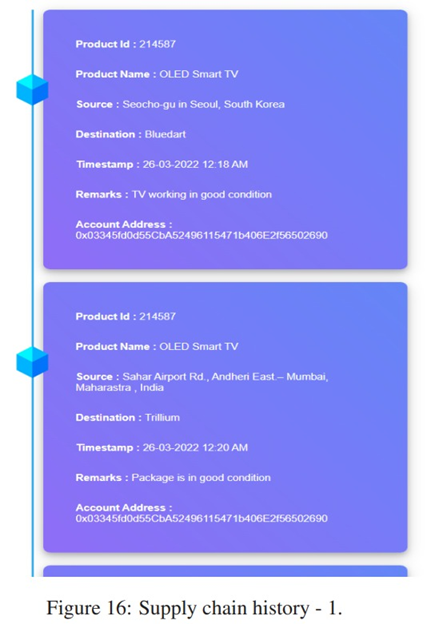 Product Id : 214587
Product Name : OLED Smart TV
Source : Seocho-gu in Seoul, South Korea
Destination : Bluedart
Timestamp : 26-03-2022 12:18 AM
Remarks : TV working in good condition
Account Address :
0x03345fd0d55CbA52496115471b406E2f56502690
Product Id : 214587
Product Name : OLED Smart TV
Source : Sahar Airport Rd., Andheri East.– Mumbai,
Maharastra , India
Destination : Trillium
Timestamp : 26-03-2022 12:20 AM
Remarks : Package is in good condition
Account Address :
0x03345fd0d55CbA52496115471b406E2f56502690
Figure 16: Supply chain history - 1.